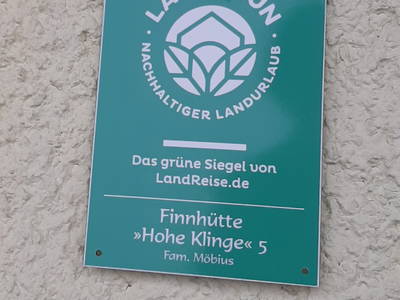 NACHHALTIGER LANDURLAUB
Das grüne Siegel von
LandReise.de
Finnhütte
»Hohe Klinge« 5
Fam. Möbius